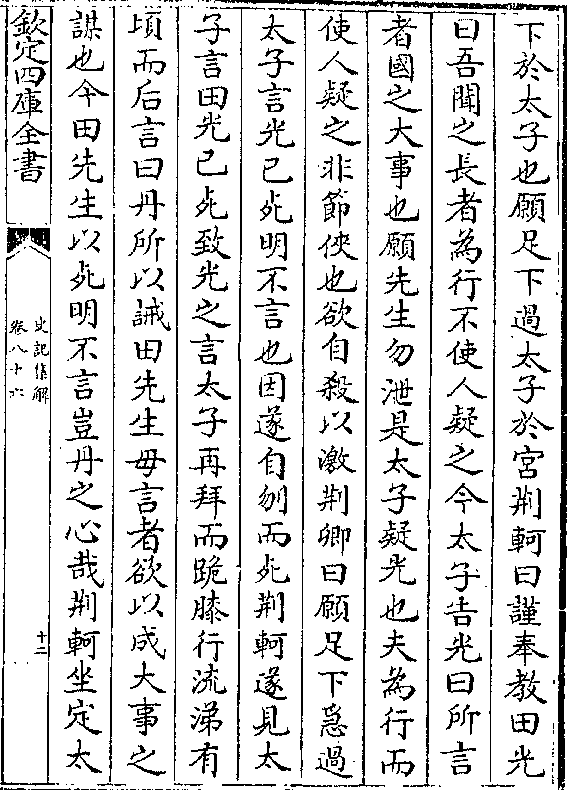 下於太子也願足下過太子於宮荆軻曰謹奉教田光
曰吾聞之長者為行不使人疑之今太子告光曰所言
者國之大事也願先生勿泄是太子疑光也夫為行而
使人疑之非節俠也欲自殺以激荆卿曰願足下急過
太子言光已死明不言也因遂自刎而死荆軻遂見太
子言田光已死致光之言太子再拜而跪膝行流涕有
頃而后言曰丹所以誡田先生毋言者欲以成大事之
謀也今田先生以死明不言豈丹之心哉荆軻坐定太
欽定四庫全書
史記集解
卷八十六
十二